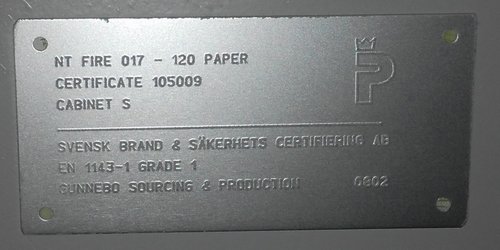 NT FIRE 017 - 120 PAPER
CERTIFICATE 105009
CABINET S
P
SVENSK BRAND & SÄKERHETS CERTIFIERING AB
EN 1143-1 GRADE 1
GUNNEBO SOURCING & PRODUCTION 0802